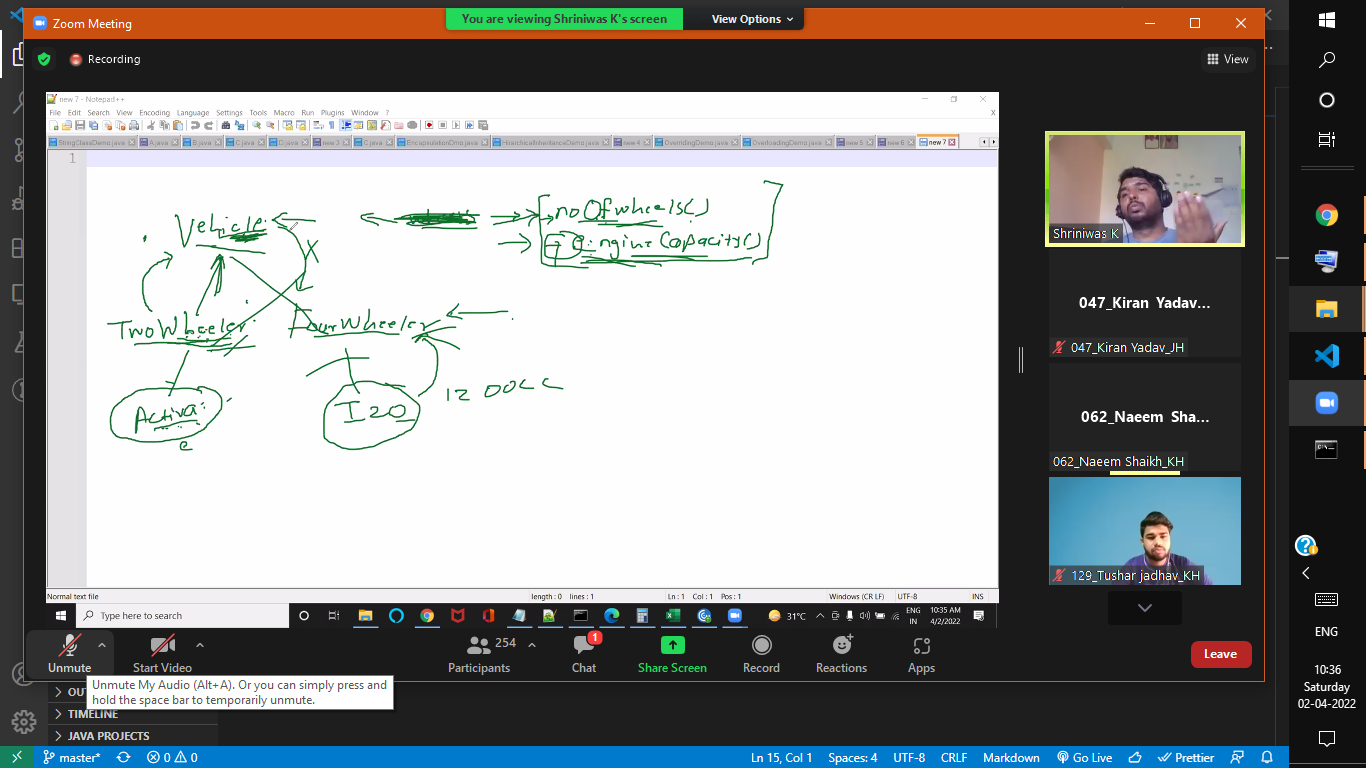 Zoom Meeting
You are viewing Shriniwas K's screen
View Options
Recording
View
new 7 - Notepad++
File Edit Search View Encoding Language Settings Tools Macro Run Plugins Window ?
StringClassDemo.java A.java B.java C.java D.java new 3 C.java EncapsulationDmo.java HierchicalInheritanceDemo.java new 4 OverridingDemo.java OverloadingDemo.java new 5 new 6 new 7
1
Vehicle
noOfwheels()
engineCapacity()
X
TwoWheeler
FourWheeler
Activa
I20
1200CC
e
Normal text file
length : 0 lines : 1
Ln : 1 Col : 1 Pos : 1
Windows (CR LF)
UTF-8
INS
Type here to search
31°C
ENG
IN
10:35 AM
4/2/2022
Shriniwas K
047_Kiran Yadav...
047_Kiran Yadav_JH
062_Naeem Sha...
062_Naeem Shaikh_KH
129_Tushar jadhav_KH
Unmute
Start Video
254
Participants
1
Chat
Share Screen
Record
Reactions
Apps
Leave
Unmute My Audio (Alt+A). Or you can simply press and
hold the space bar to temporarily unmute.
OUT
TIMELINE
JAVA PROJECTS
master*
0 0
Ln 15, Col 1
Spaces: 4
UTF-8
CRLF
Markdown
Go Live
Prettier
ENG
10:36
Saturday
02-04-2022